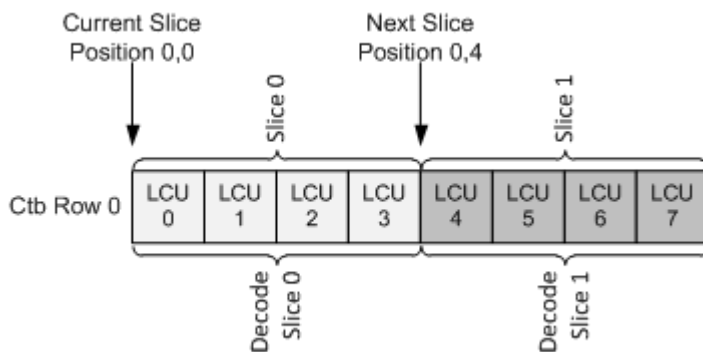 Current Slice
Position 0,0
Next Slice
Position 0,4
Slice 0
Slice 1
Ctb Row 0
LCU
0
LCU
1
LCU
2
LCU
3
LCU
4
LCU
5
LCU
6
LCU
7
Decode
Slice 0
Decode
Slice 1